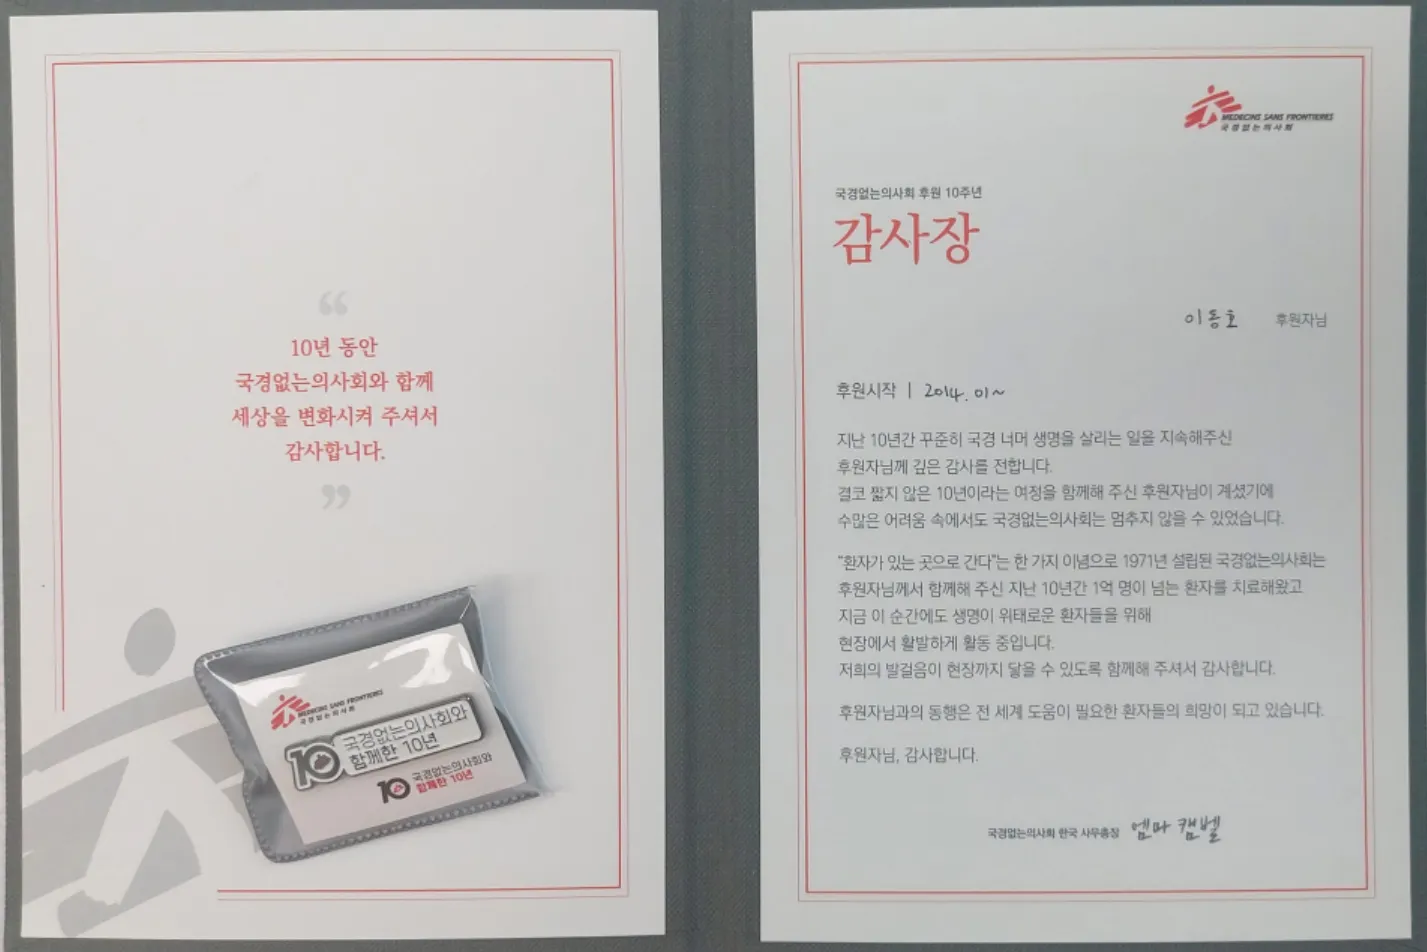 “
10년 동안
국경없는의사회와 함께
세상을 변화시켜 주셔서
감사합니다.
”
MEDECINS SANS FRONTIERES
국경없는의사회
10 국경없는의사회와
함께한 10년
10 국경없는의사회와
함께한 10년
MEDECINS SANS FRONTIERES
국경없는의사회
국경없는의사회 후원 10주년
감사장
이동호 후원자님
후원시작 | 2014. 01~
지난 10년간 꾸준히 국경 너머 생명을 살리는 일을 지속해주신
후원자님께 깊은 감사를 전합니다.
결코 짧지 않은 10년이라는 여정을 함께해 주신 후원자님이 계셨기에
수많은 어려움 속에서도 국경없는의사회는 멈추지 않을 수 있었습니다.
“환자가 있는 곳으로 간다”는 한 가지 이념으로 1971년 설립된 국경없는의사회는
후원자님께서 함께해 주신 지난 10년간 1억 명이 넘는 환자를 치료해왔고
지금 이 순간에도 생명이 위태로운 환자들을 위해
현장에서 활발하게 활동 중입니다.
저희의 발걸음이 현장까지 닿을 수 있도록 함께해 주셔서 감사합니다.
후원자님과의 동행은 전 세계 도움이 필요한 환자들의 희망이 되고 있습니다.
후원자님, 감사합니다.
국경없는의사회 한국 사무총장 엠마 캠벨